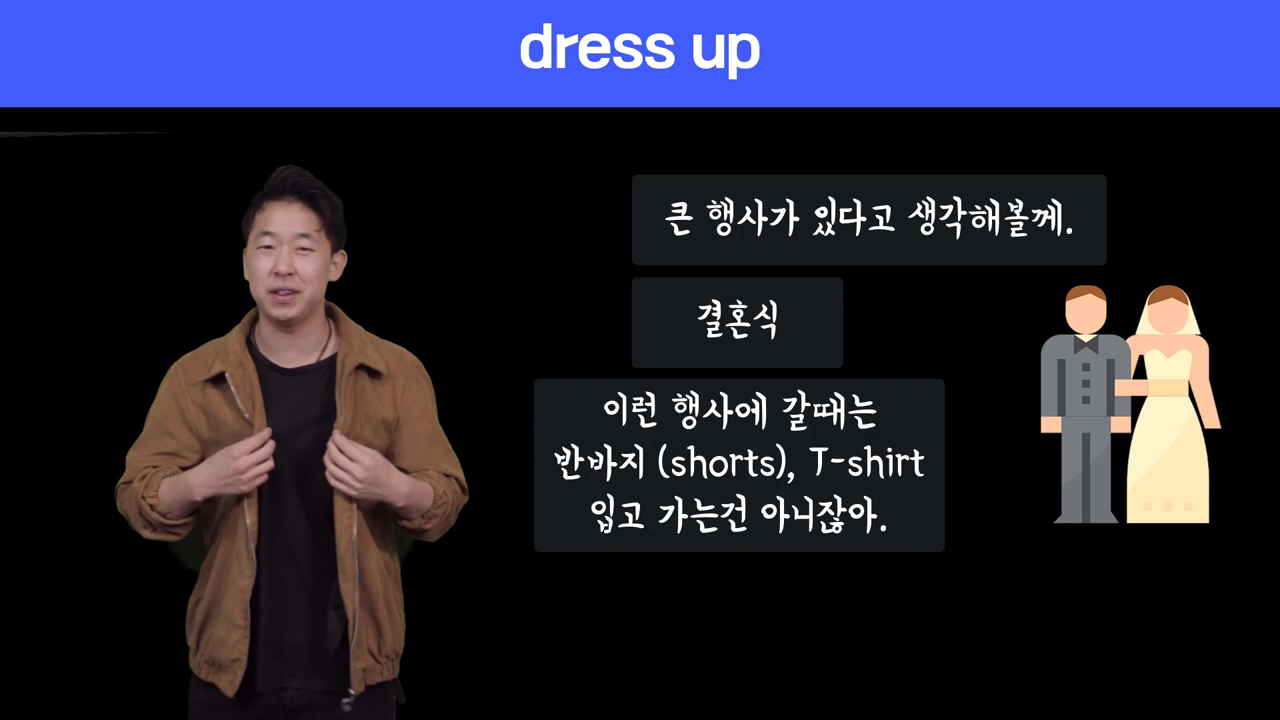 dress up
큰 행사가 있다고 생각해볼게.
결혼식
이런 행사에 갈때는
반바지 (shorts), T-shirt
입고 가는건 아니잖아.